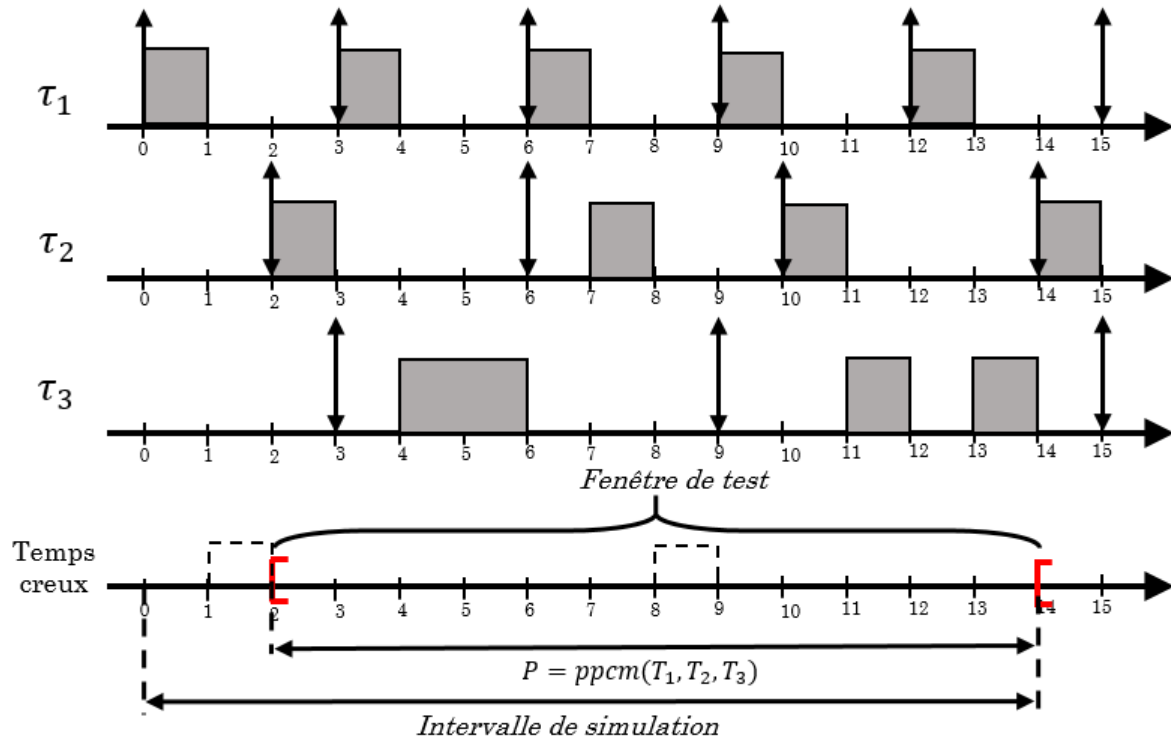 τ₁
0 1 2 3 4 5 6 7 8 9 10 11 12 13 14 15
τ₂
0 1 2 3 4 5 6 7 8 9 10 11 12 13 14 15
τ₃
0 1 2 3 4 5 6 7 8 9 10 11 12 13 14 15
Fenêtre de test
Temps
creux
0 1 2 3 4 5 6 7 8 9 10 11 12 13 14 15
P = ppcm(T₁, T₂, T₃)
Intervalle de simulation